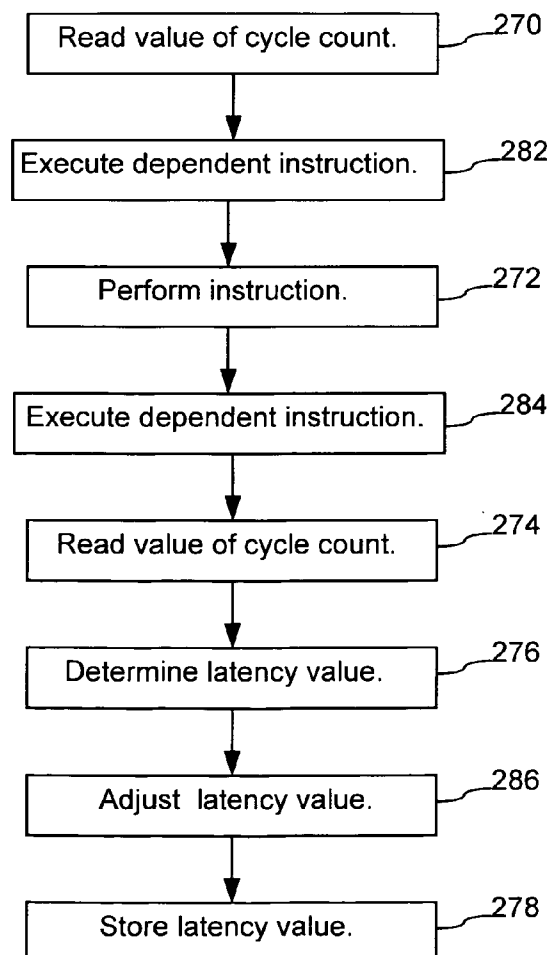 Read value of cycle count. 270
Execute dependent instruction. 282
Perform instruction. 272
Execute dependent instruction. 284
Read value of cycle count. 274
Determine latency value. 276
Adjust latency value. 286
Store latency value. 278